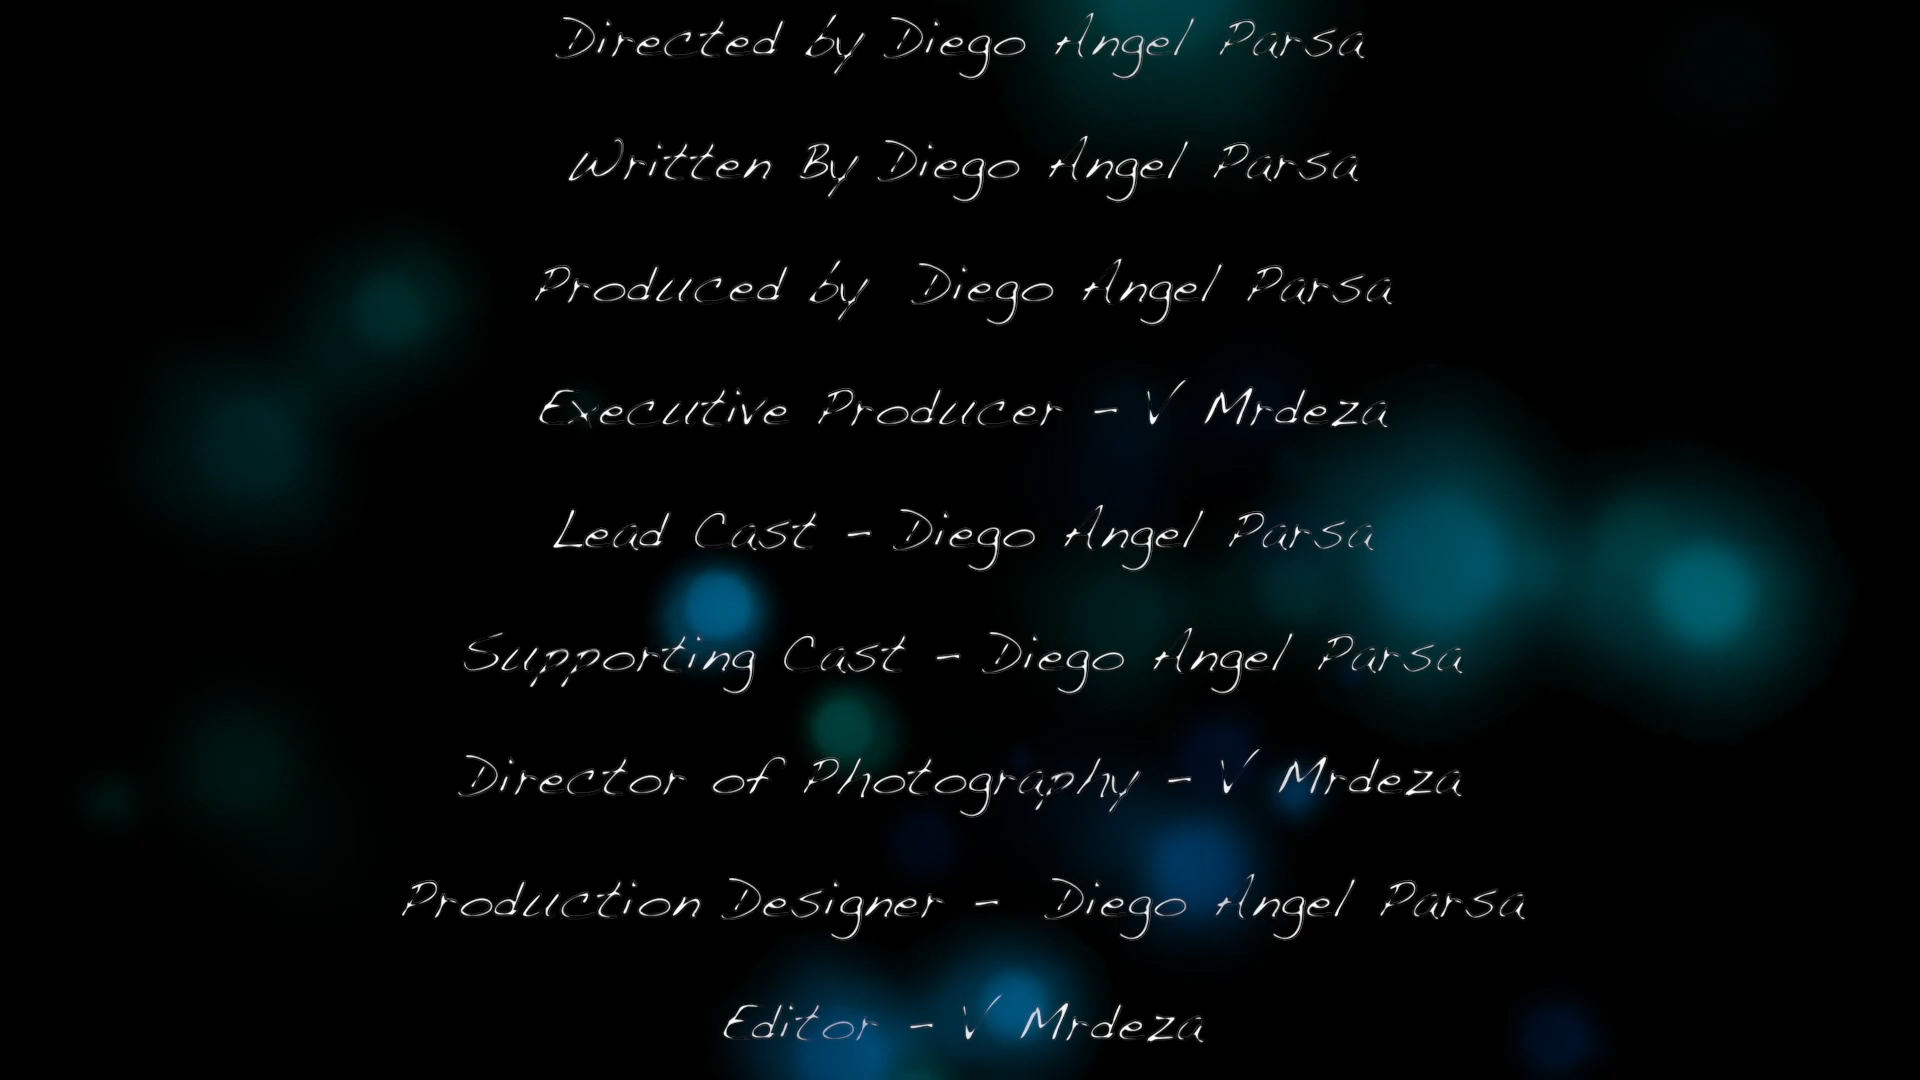 Directed by Diego Angel Parsa
Written By Diego Angel Parsa
Produced by Diego Angel Parsa
Executive Producer - V Mrdeza
Lead Cast - Diego Angel Parsa
Supporting Cast - Diego Angel Parsa
Director of Photography - V Mrdeza
Production Designer - Diego Angel Parsa
Editor - V Mrdeza